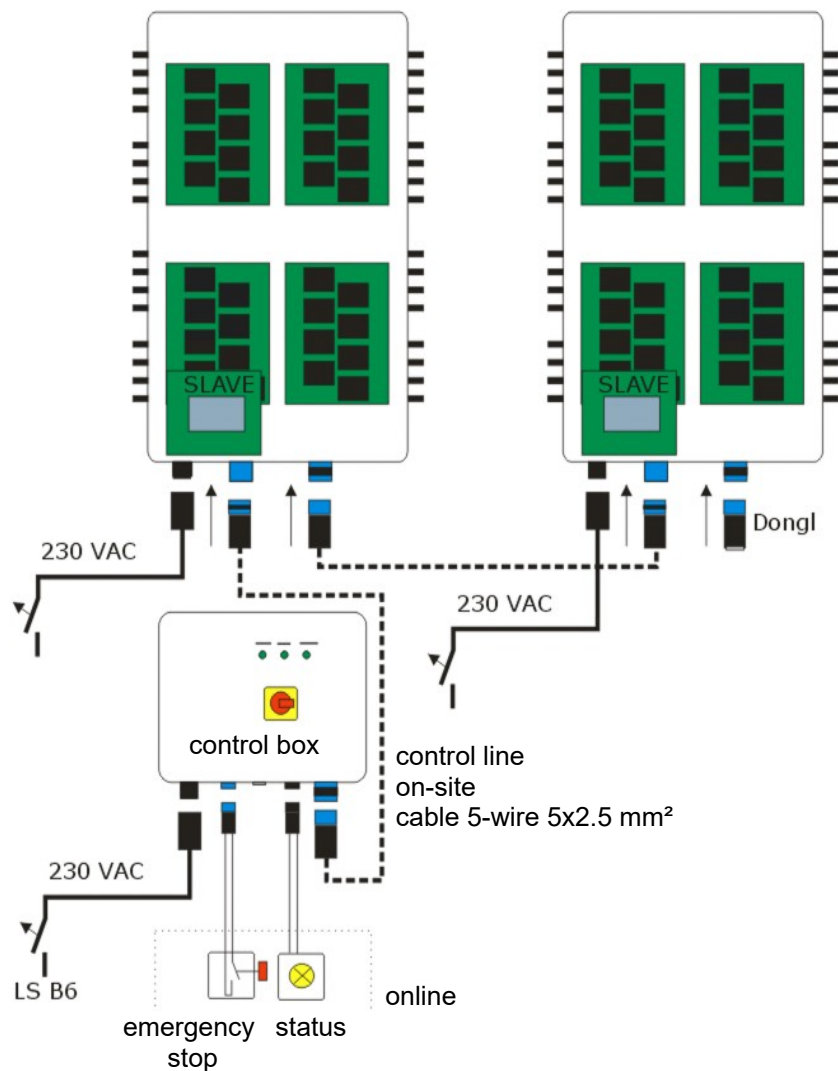 SLAVE
SLAVE
Dongl
230 VAC
230 VAC
control box
control line
on-site
cable 5-wire 5x2.5 mm²
230 VAC
LS B6
online
emergency
stop
status